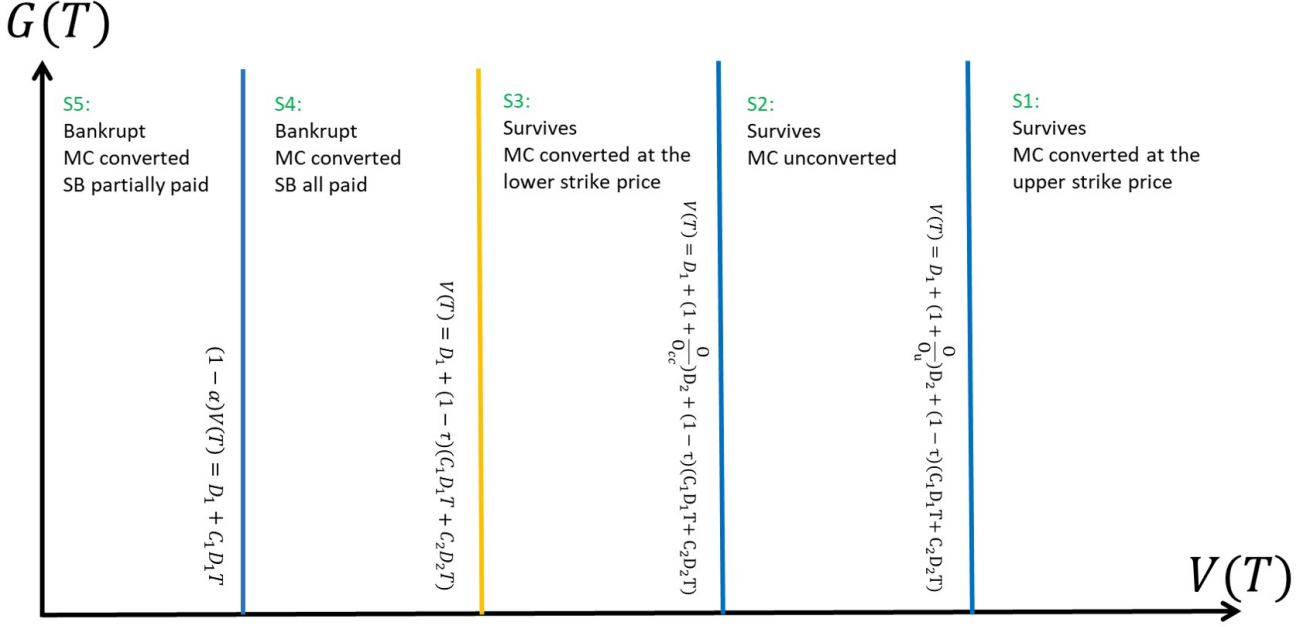 G(T)
S5:
Bankrupt
MC converted
SB partially paid
S4:
Bankrupt
MC converted
SB all paid
S3:
Survives
MC converted at the
lower strike price
S2:
Survives
MC unconverted
S1:
Survives
MC converted at the
upper strike price
(1 − α)V(T) = D₁ + C₁D₁T
V(T) = D₁ + (1 − τ)(C₁D₁T + C₂D₂T)
V(T) = D₁ + (1 + O/O_cc)D₂ + (1 − τ)(C₁D₁T+ C₂D₂T)
V(T) = D₁ + (1 + O/O_u)D₂ + (1 − τ)(C₁D₁T+ C₂D₂T)
V(T)